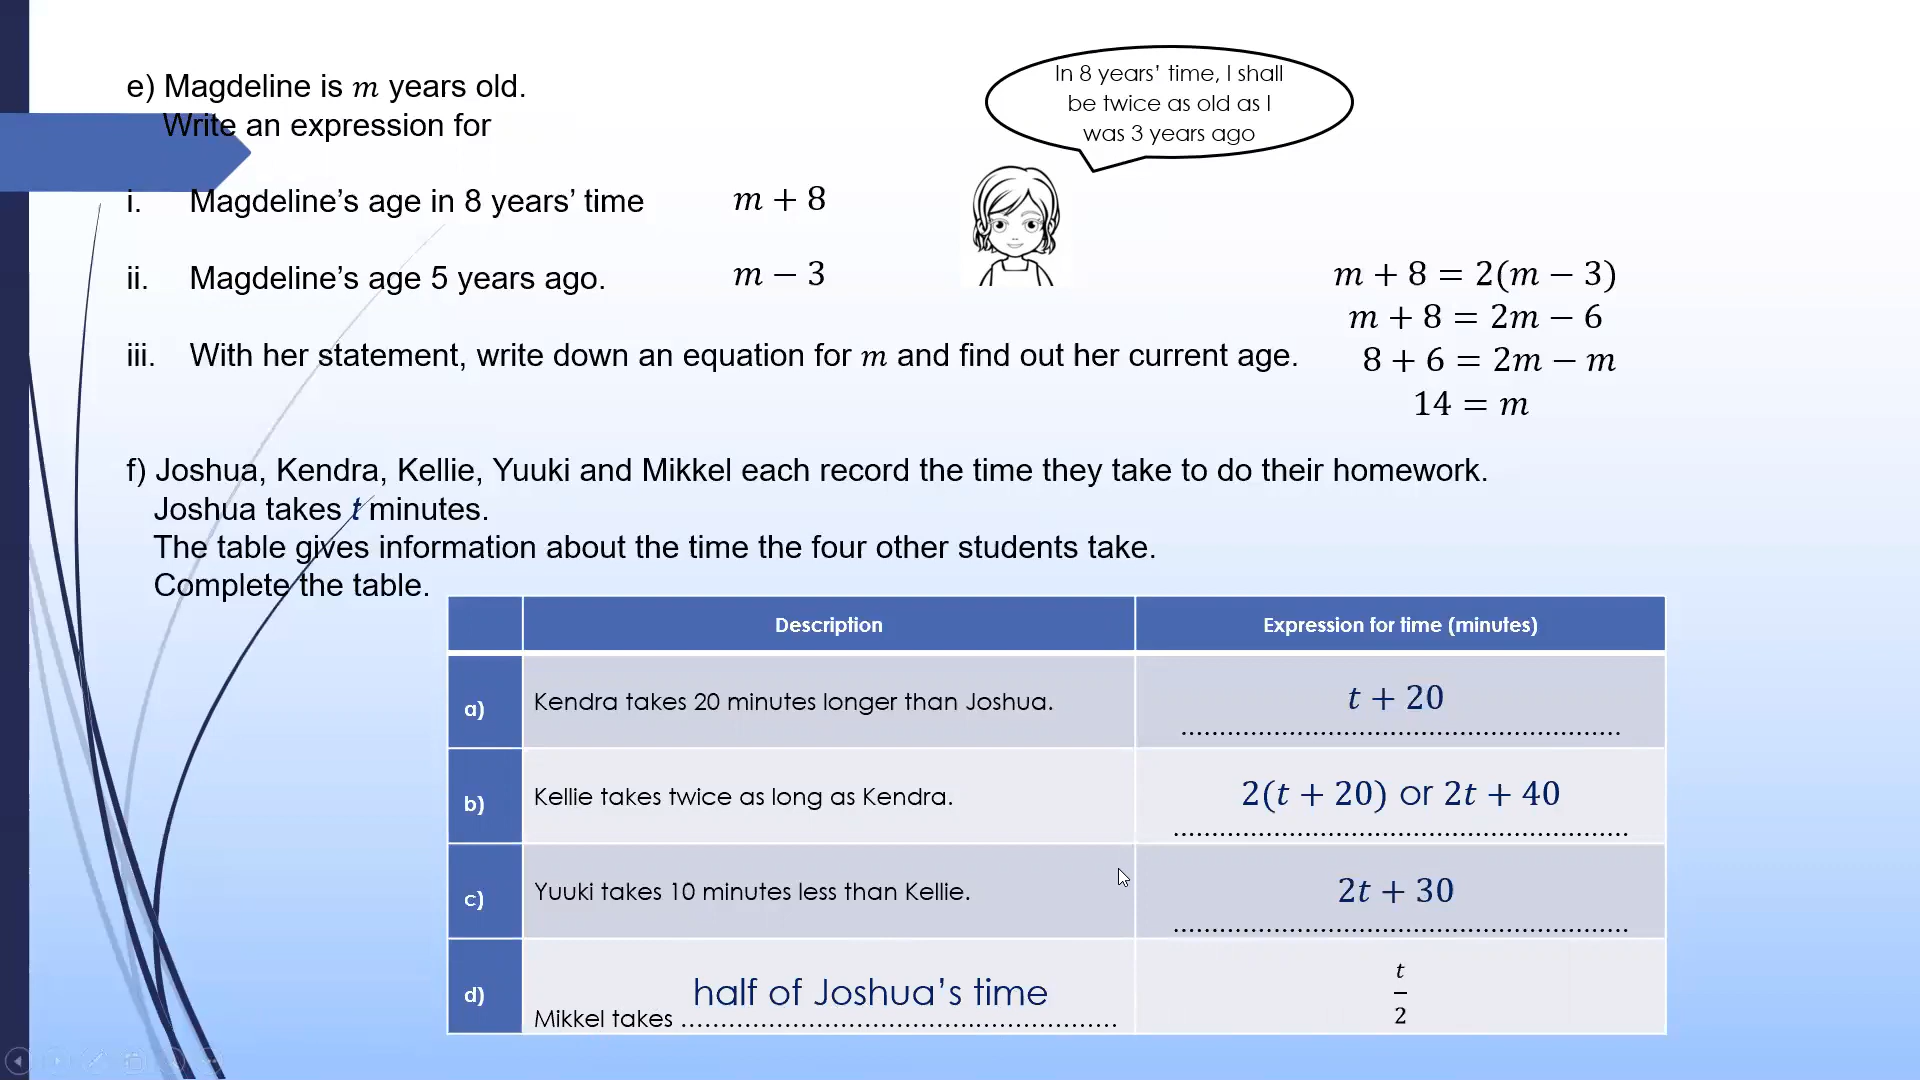 e) Magdeline is m years old.
Write an expression for
In 8 years’ time, I shall
be twice as old as I
was 3 years ago
i. Magdeline’s age in 8 years’ time m + 8
ii. Magdeline’s age 5 years ago. m − 3
iii. With her statement, write down an equation for m and find out her current age.
m + 8 = 2(m − 3)
m + 8 = 2m − 6
8 + 6 = 2m − m
14 = m
f) Joshua, Kendra, Kellie, Yuuki and Mikkel each record the time they take to do their homework.
Joshua takes t minutes.
The table gives information about the time the four other students take.
Complete the table.
Description Expression for time (minutes)
a) Kendra takes 20 minutes longer than Joshua. t + 20
b) Kellie takes twice as long as Kendra. 2(t + 20) or 2t + 40
c) Yuuki takes 10 minutes less than Kellie. 2t + 30
d) Mikkel takes half of Joshua’s time t/2